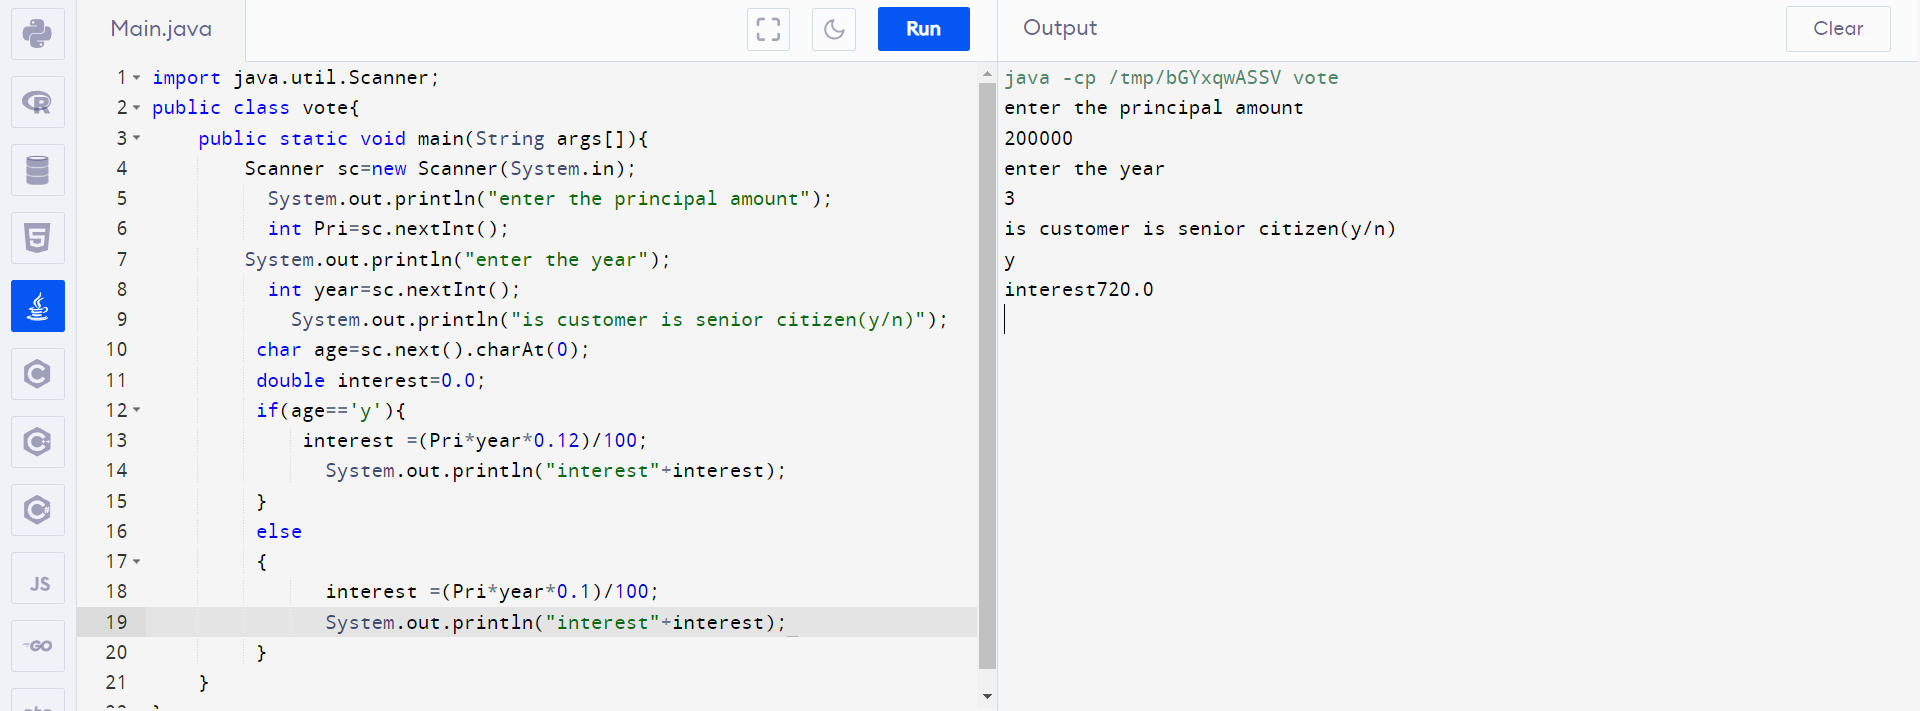 Main.java
Run
Output
Clear
1 import java.util.Scanner;
2 public class vote{
3 public static void main(String args[]){
4 Scanner sc=new Scanner(System.in);
5 System.out.println("enter the principal amount");
6 int Pri=sc.nextInt();
7 System.out.println("enter the year");
8 int year=sc.nextInt();
9 System.out.println("is customer is senior citizen(y/n)");
10 char age=sc.next().charAt(0);
11 double interest=0.0;
12 if(age=='y'){
13 interest =(Pri*year*0.12)/100;
14 System.out.println("interest"+interest);
15 }
16 else
17 {
18 interest =(Pri*year*0.1)/100;
19 System.out.println("interest"+interest);
20 }
21 }
java -cp /tmp/bGYxqwASSV vote
enter the principal amount
200000
enter the year
3
is customer is senior citizen(y/n)
y
interest720.0
R
5
C
C+
C#
JS
GO